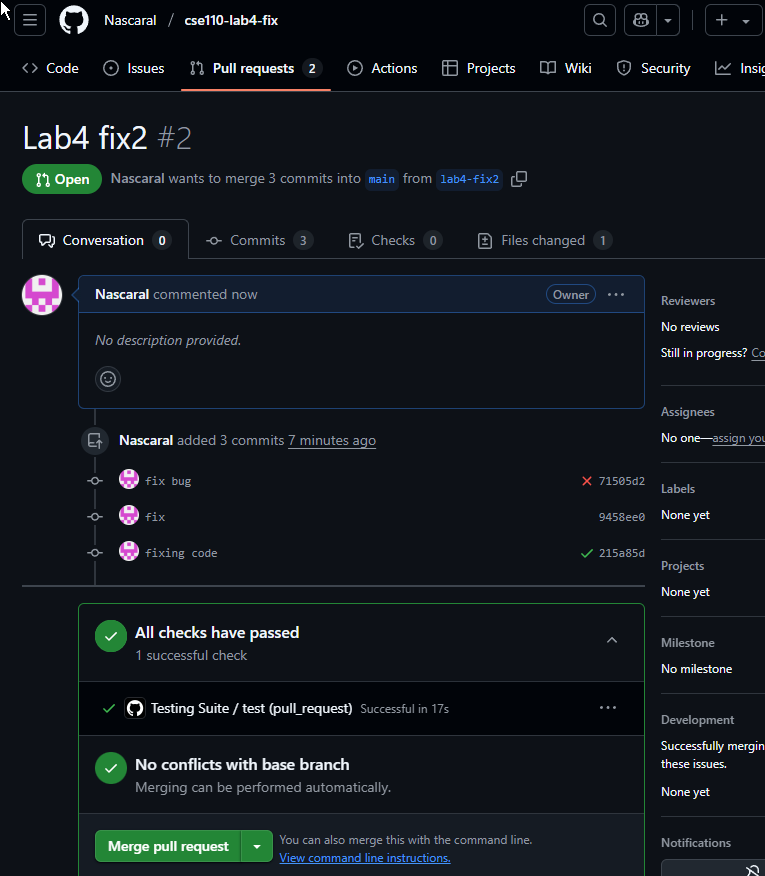 Nascaral / cse110-lab4-fix
Code Issues Pull requests 2 Actions Projects Wiki Security
Lab4 fix2 #2
Open Nascaral wants to merge 3 commits into main from lab4-fix2
Conversation 0 Commits 3 Checks 0 Files changed 1
Nascaral commented now Owner
No description provided.
Nascaral added 3 commits 7 minutes ago
fix bug 71505d2
fix 9458ee0
fixing code 215a85d
All checks have passed
1 successful check
Testing Suite / test (pull_request) Successful in 17s
No conflicts with base branch
Merging can be performed automatically.
Merge pull request
You can also merge this with the command line.
View command line instructions.
Reviewers
No reviews
Still in progress? Co
Assignees
No one—assign you
Labels
None yet
Projects
None yet
Milestone
No milestone
Development
Successfully mergin
these issues.
None yet
Notifications